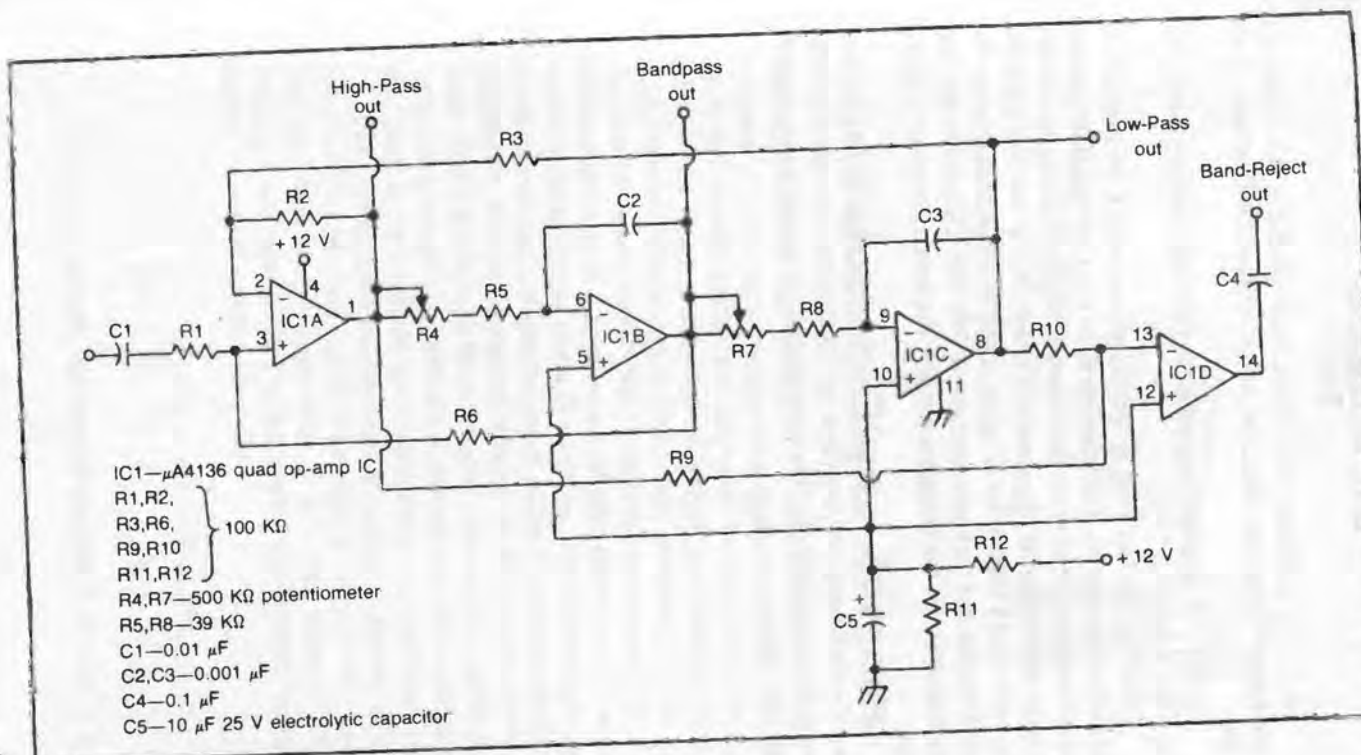 High-Pass
out
Bandpass
out
Low-Pass
out
Band-Reject
out
R3
R2
+ 12 V
C2
C3
C4
2
4
1
3
−
+
IC1A
C1
R1
R4
R5
6
5
−
+
IC1B
R7
R8
9
10
−
+
IC1C
8
11
R10
13
12
−
+
IC1D
14
R6
R9
R12
+ 12 V
+
C5
R11
IC1—µA4136 quad op-amp IC
R1,R2,
R3,R6,
R9,R10
R11,R12
100 KΩ
R4,R7—500 KΩ potentiometer
R5,R8—39 KΩ
C1—0.01 µF
C2,C3—0.001 µF
C4—0.1 µF
C5—10 µF 25 V electrolytic capacitor